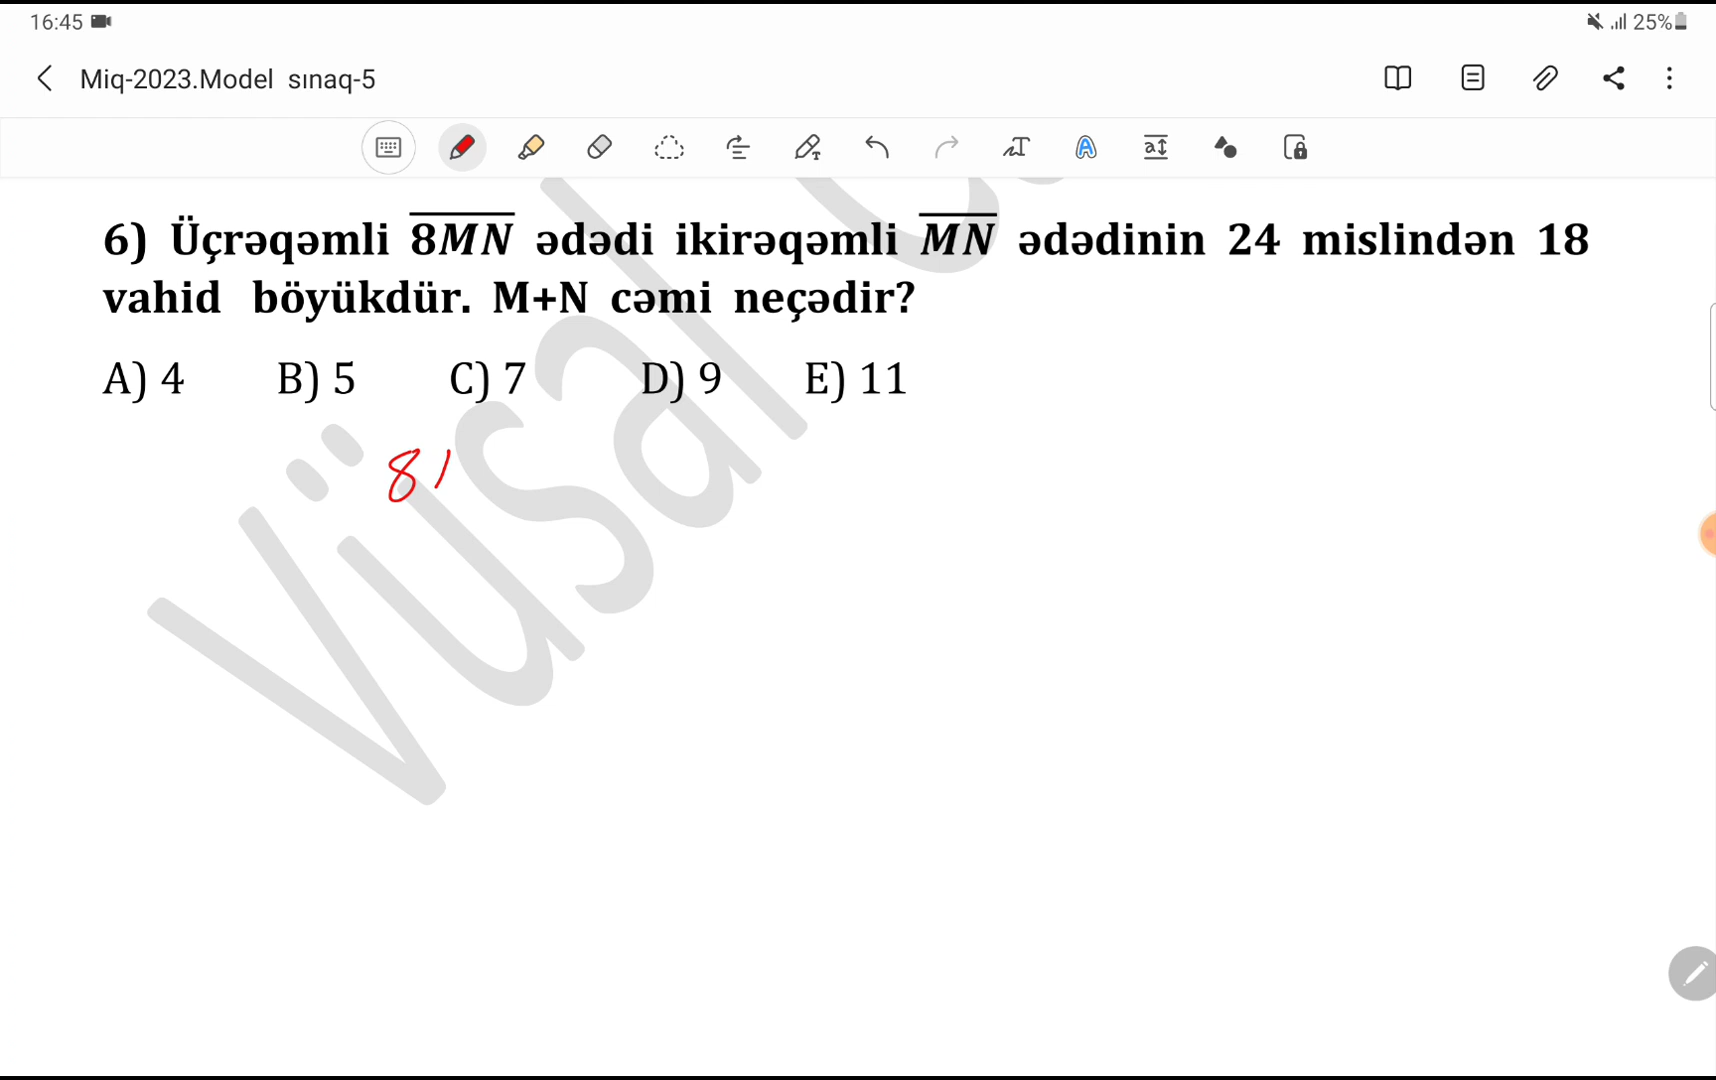 16:45
25%
Miq-2023.Model sınaq-5
6) Üçrəqəmli 8MN ədədi ikirəqəmli MN ədədinin 24 mislindən 18
vahid böyükdür. M+N cəmi neçədir?
A) 4 B) 5 C) 7 D) 9 E) 11
8
Vüsal